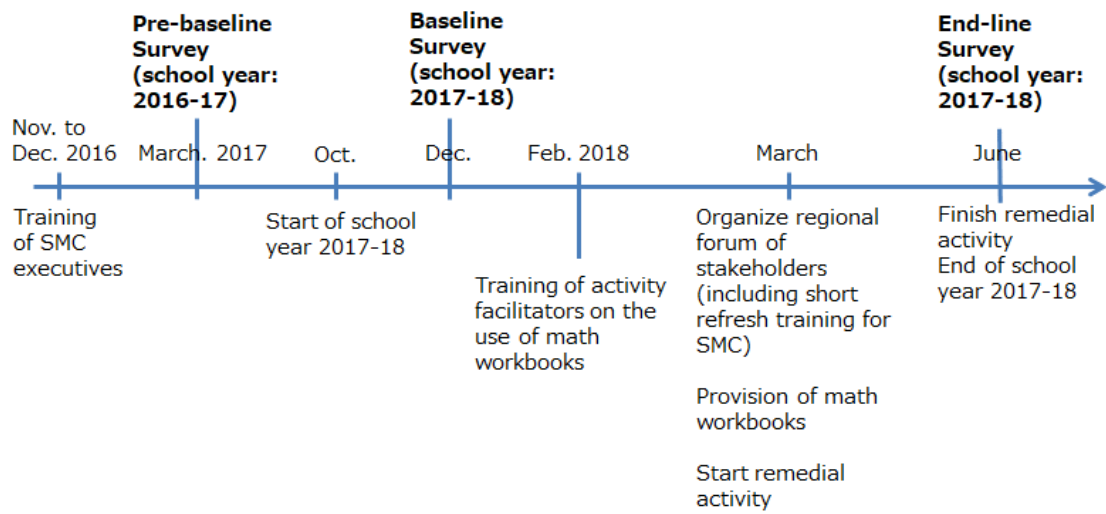 Pre-baseline
Survey
(school year:
2016-17)
Baseline
Survey
(school year:
2017-18)
End-line
Survey
(school year:
2017-18)
Nov. to
Dec. 2016
March. 2017
Oct.
Dec.
Feb. 2018
March
June
Training
of SMC
executives
Start of school
year 2017-18
Training of activity
facilitators on the
use of math
workbooks
Organize regional
forum of
stakeholders
(including short
refresh training for
SMC)
Provision of math
workbooks
Start remedial
activity
Finish remedial
activity
End of school
year 2017-18